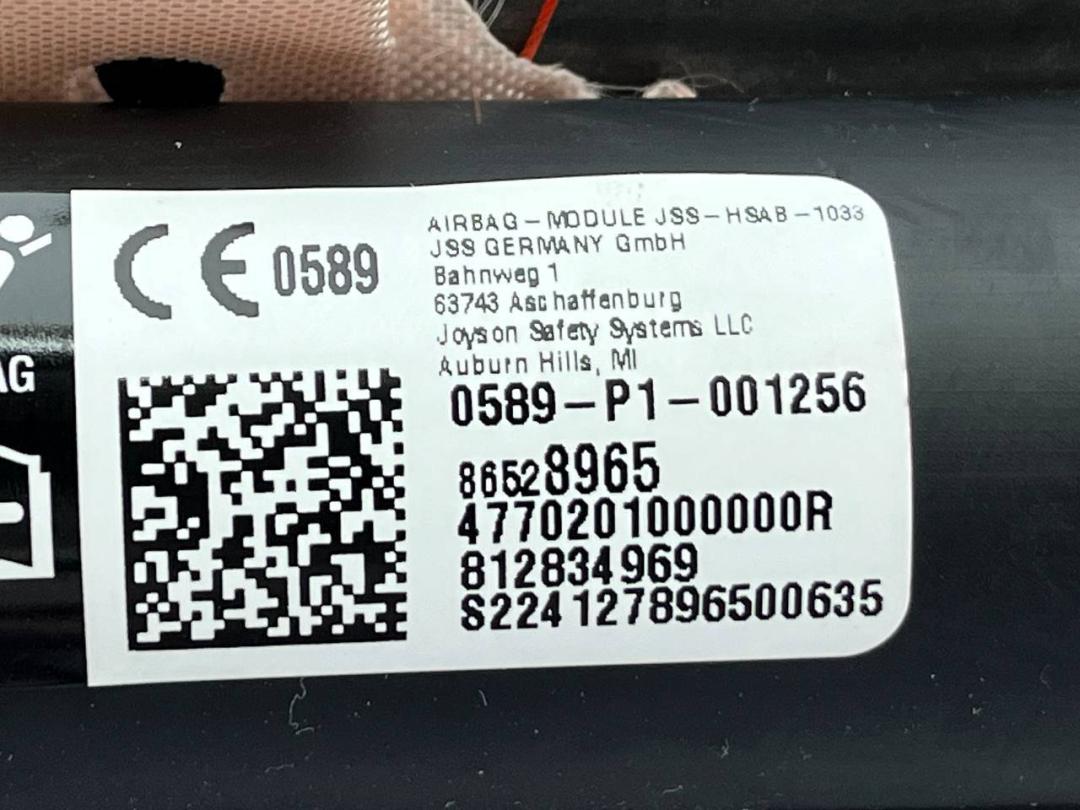 CE 0589
AIRBAG-MODULE JSS-HSAB-1033
JSS GERMANY GmbH
Bahnweg 1
63743 Aschaffenburg
Joyson Safety Systems LLC
Auburn Hills, MI
0589-P1-001256
86528965
4770201000000R
812834969
S224127896500635
AG